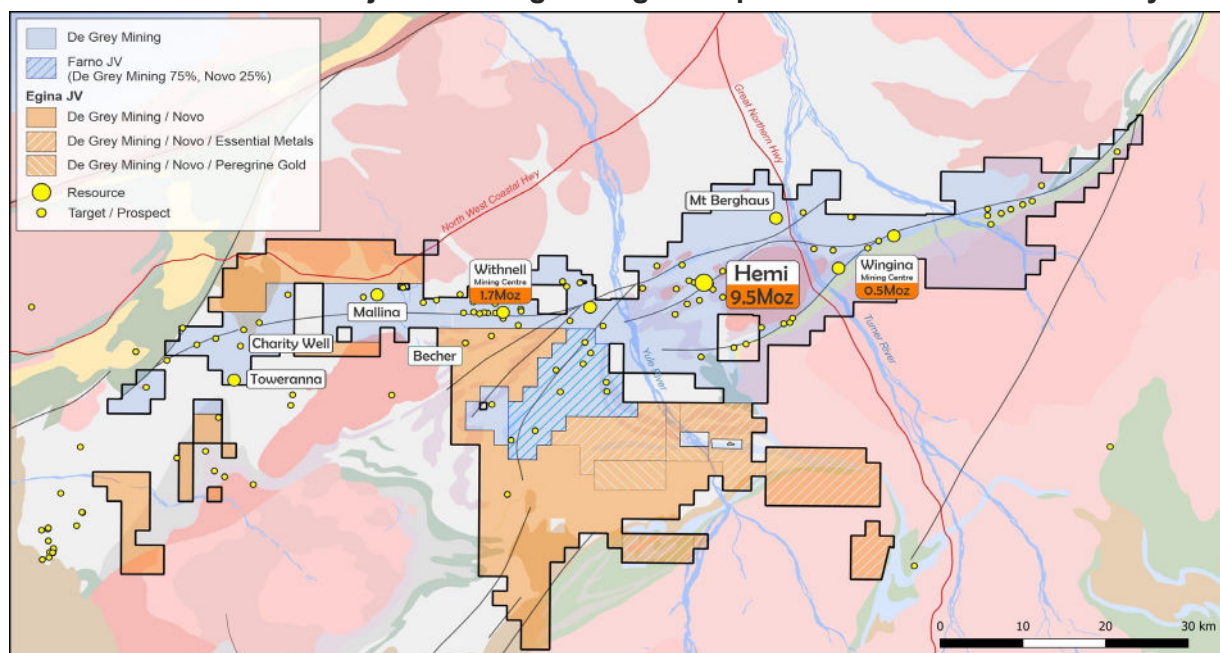 De Grey Mining
Farno JV
(De Grey Mining 75%, Novo 25%)
Egina JV
De Grey Mining / Novo
De Grey Mining / Novo / Essential Metals
De Grey Mining / Novo / Peregrine Gold
Resource
Target / Prospect
North West Coastal Hwy
Great Northern Hwy
Mt Berghaus
Withnell
Mining Centre
1.7Moz
Hemi
9.5Moz
Wingina
Mining Centre
0.5Moz
Mallina
Charity Well
Becher
Toweranna
Yule River
Turner River
0
10
20
30 km